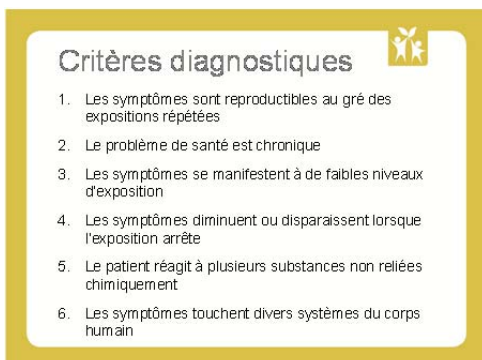 Critères diagnostiques
1. Les symptômes sont reproductibles au gré des
expositions répétées
2. Le problème de santé est chronique
3. Les symptômes se manifestent à de faibles niveaux
d'exposition
4. Les symptômes diminuent ou disparaissent lorsque
l'exposition arrête
5. Le patient réagit à plusieurs substances non reliées
chimiquement
6. Les symptômes touchent divers systèmes du corps
humain